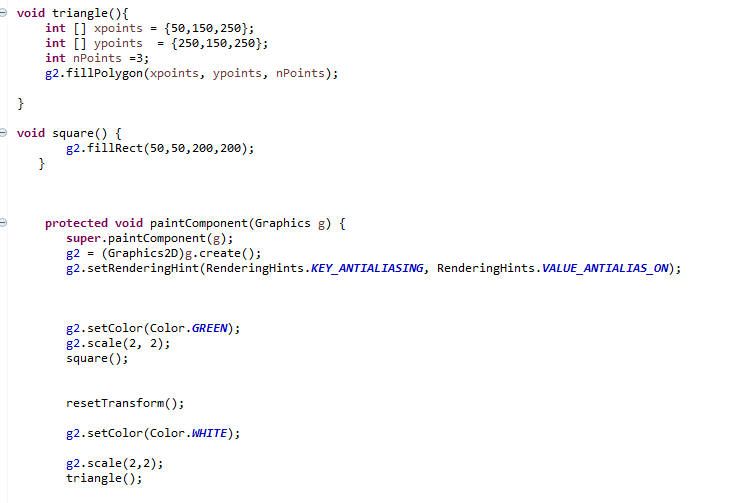 void triangle(){
int [] xpoints = {50,150,250};
int [] ypoints  = {250,150,250};
int nPoints =3;
g2.fillPolygon(xpoints, ypoints, nPoints);
}
void square() {
g2.fillRect(50,50,200,200);
}
protected void paintComponent(Graphics g) {
super.paintComponent(g);
g2 = (Graphics2D)g.create();
g2.setRenderingHint(RenderingHints.KEY_ANTIALIASING, RenderingHints.VALUE_ANTIALIAS_ON);
g2.setColor(Color.GREEN);
g2.scale(2, 2);
square();
resetTransform();
g2.setColor(Color.WHITE);
g2.scale(2,2);
triangle();